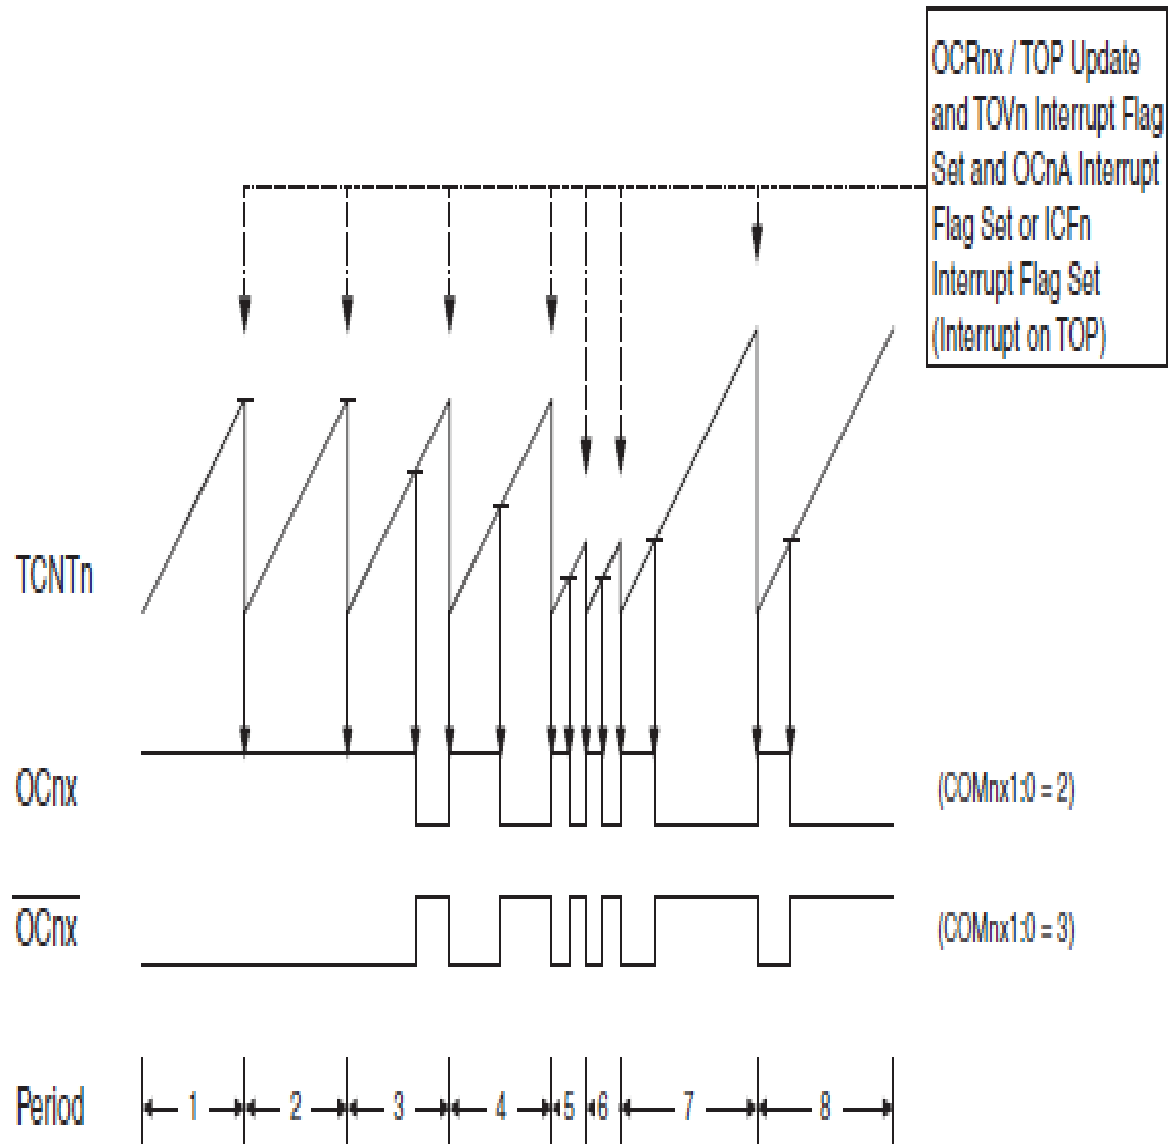 OCRnx / TOP Update
and TOVn Interrupt Flag
Set and OCnA Interrupt
Flag Set or ICFn
Interrupt Flag Set
(Interrupt on TOP)
TCNTn
OCnx
(COMnx1:0 = 2)
OCnx
(COMnx1:0 = 3)
Period
1 2 3 4 5 6 7 8